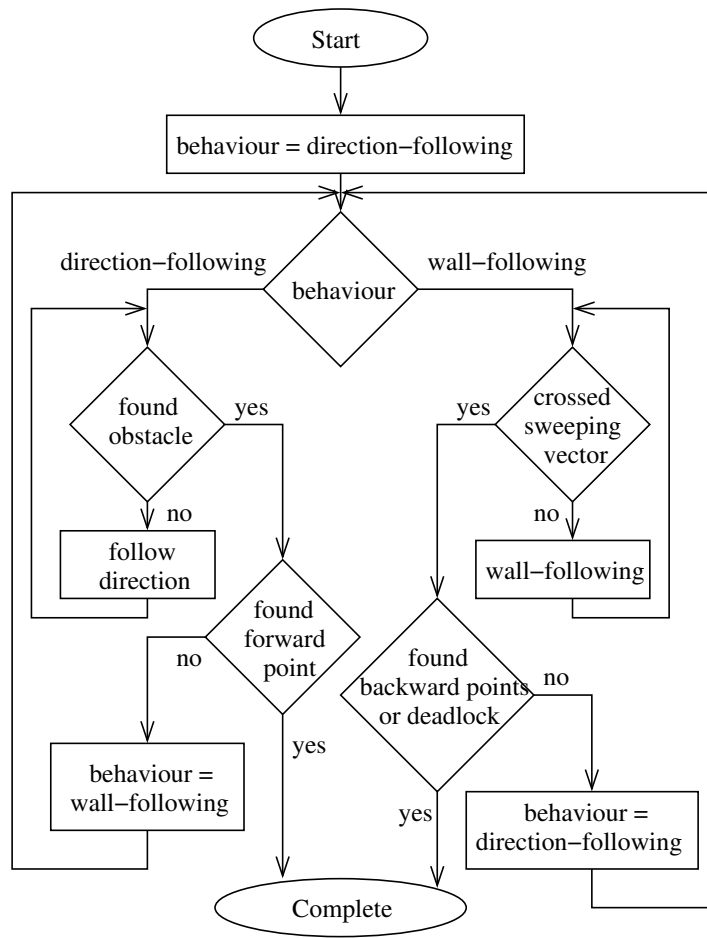 Start
behaviour = direction−following
direction−following
wall−following
behaviour
found
obstacle
yes
yes
crossed
sweeping
vector
no
no
follow
direction
wall−following
found
forward
point
no
found
backward points
or deadlock
no
yes
behaviour =
wall−following
yes
behaviour =
direction−following
Complete